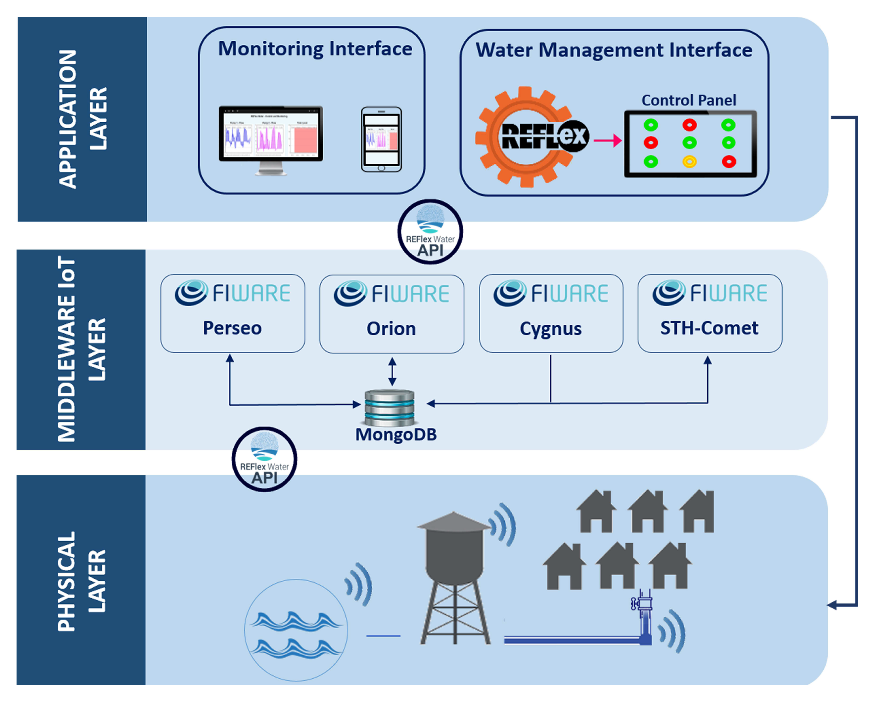 APPLICATION
LAYER
Monitoring Interface
Water Management Interface
Control Panel
REFLex
REFlex Water
API
MIDDLEWARE IoT
LAYER
FIWARE
Perseo
FIWARE
Orion
FIWARE
Cygnus
FIWARE
STH-Comet
MongoDB
REFlex Water
API
PHYSICAL
LAYER